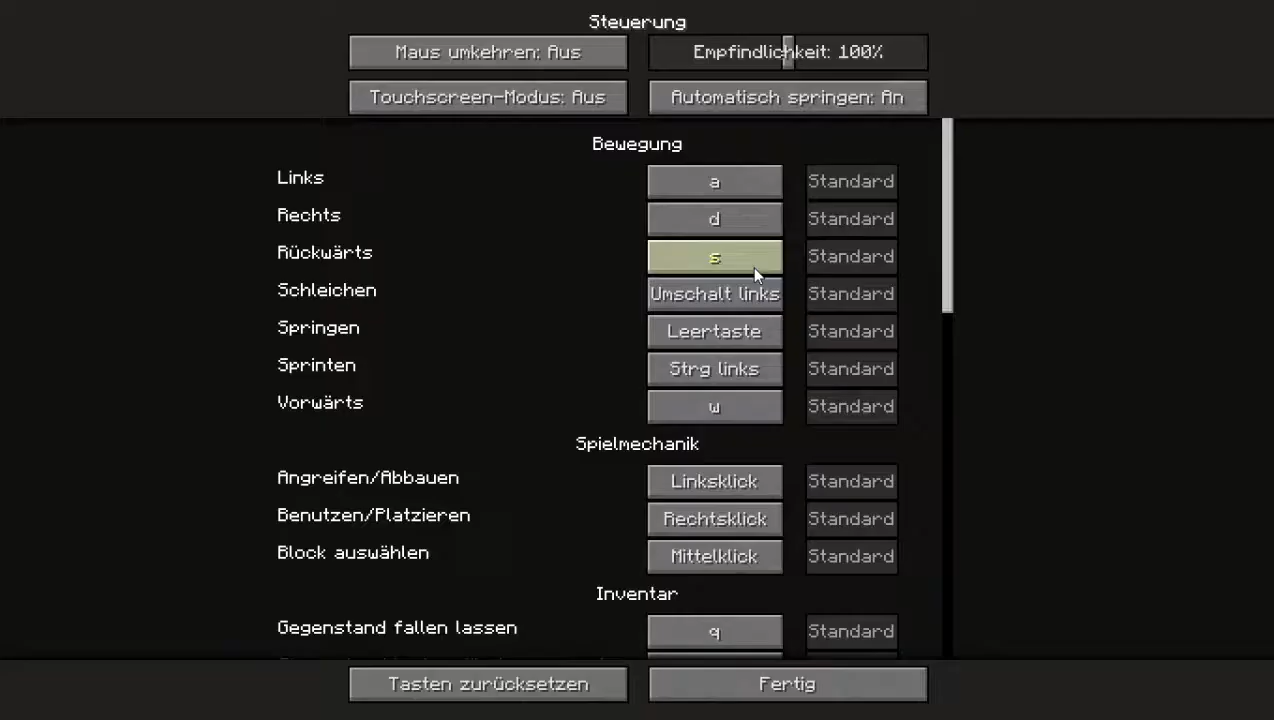 Steuerung
Maus umkehren: Aus Empfindlichkeit: 100%
Touchscreen-Modus: Aus Automatisch springen: An
Bewegung
Links a Standard
Rechts d Standard
Rückwärts s Standard
Schleichen Umschalt links Standard
Springen Leertaste Standard
Sprinten Strg links Standard
Vorwärts w Standard
Spielmechanik
Angreifen/Abbauen Linksklick Standard
Benutzen/Platzieren Rechtsklick Standard
Block auswählen Mittelklick Standard
Inventar
Gegenstand fallen lassen q Standard
Tasten zurücksetzen Fertig